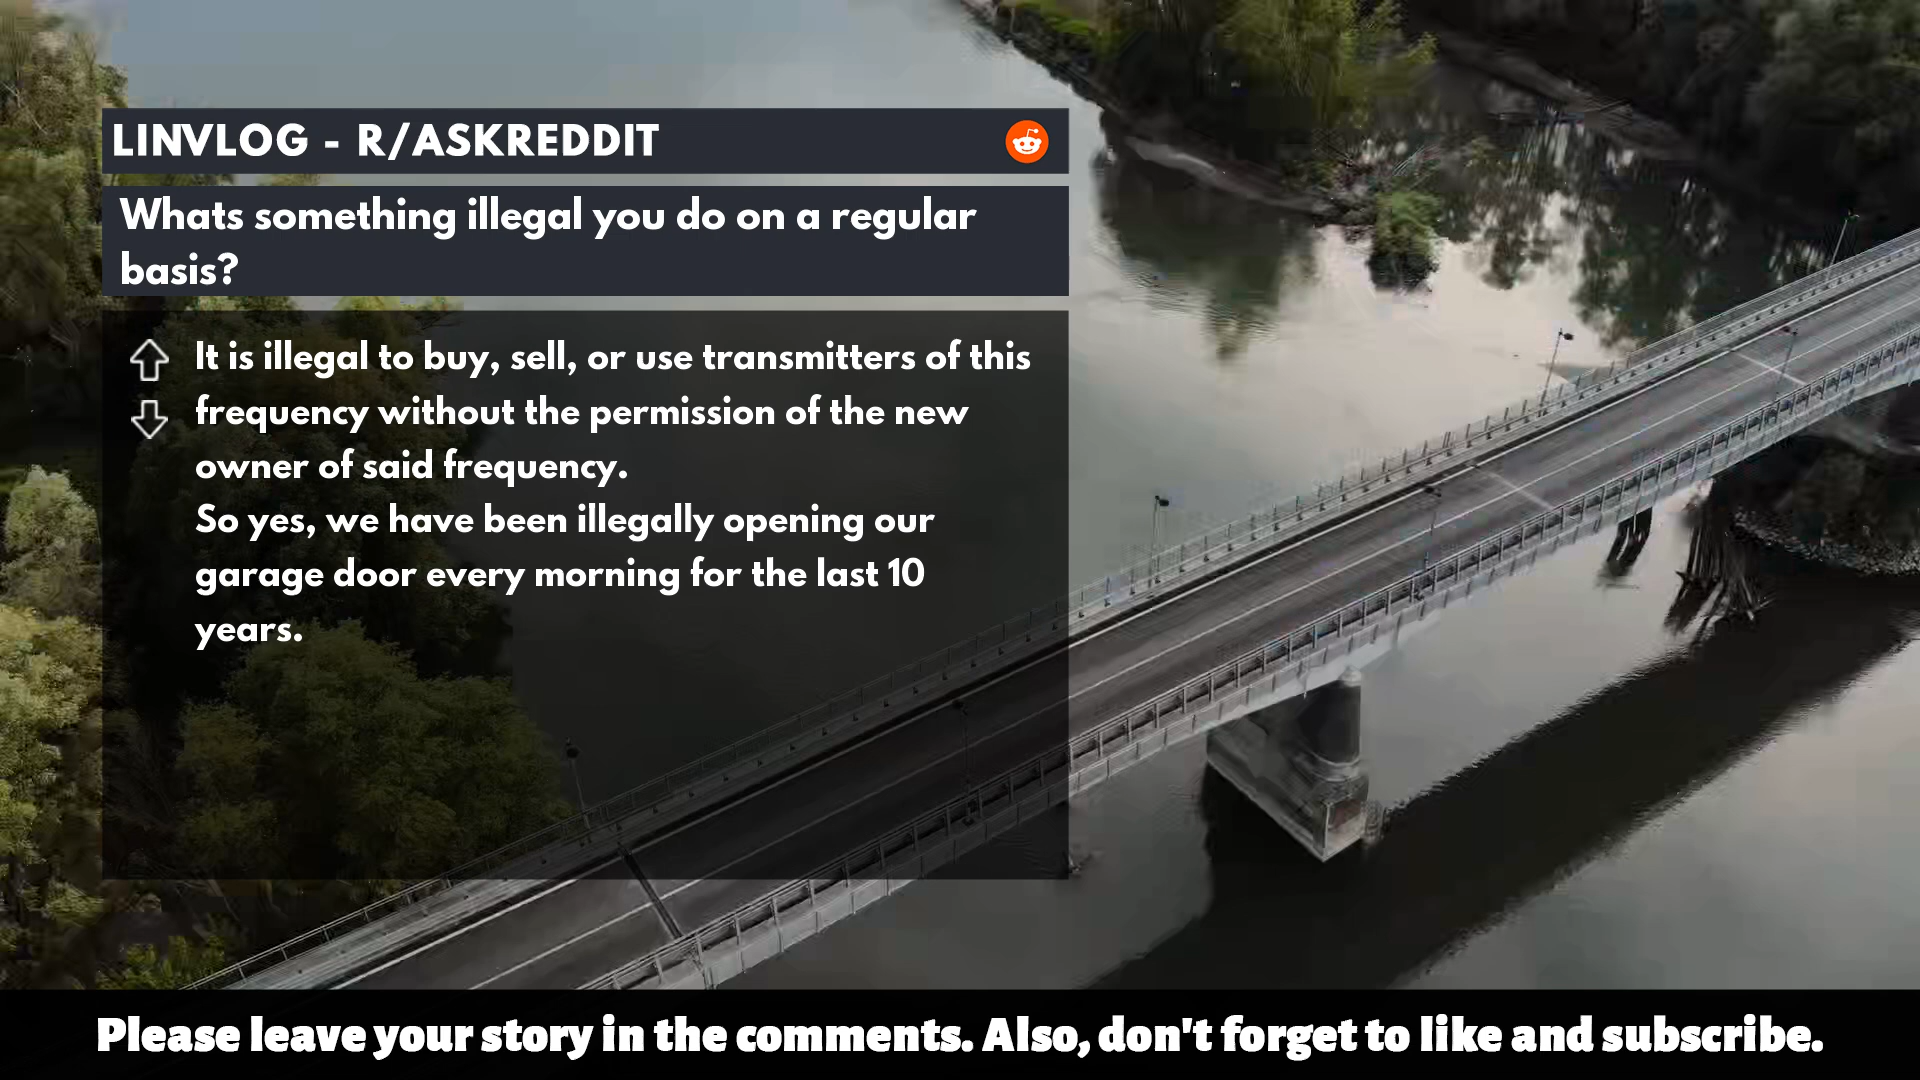 LINVLOG - R/ASKREDDIT
Whats something illegal you do on a regular
basis?
It is illegal to buy, sell, or use transmitters of this
frequency without the permission of the new
owner of said frequency.
So yes, we have been illegally opening our
garage door every morning for the last 10
years.
Please leave your story in the comments. Also, don't forget to like and subscribe.